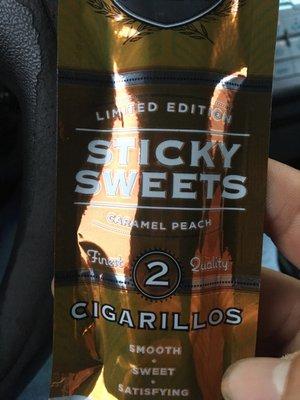 LIMITED EDITION
STICKY
SWEETS
CARAMEL PEACH
Finest 2 Quality
CIGARILLOS
SMOOTH
SWEET
SATISFYING